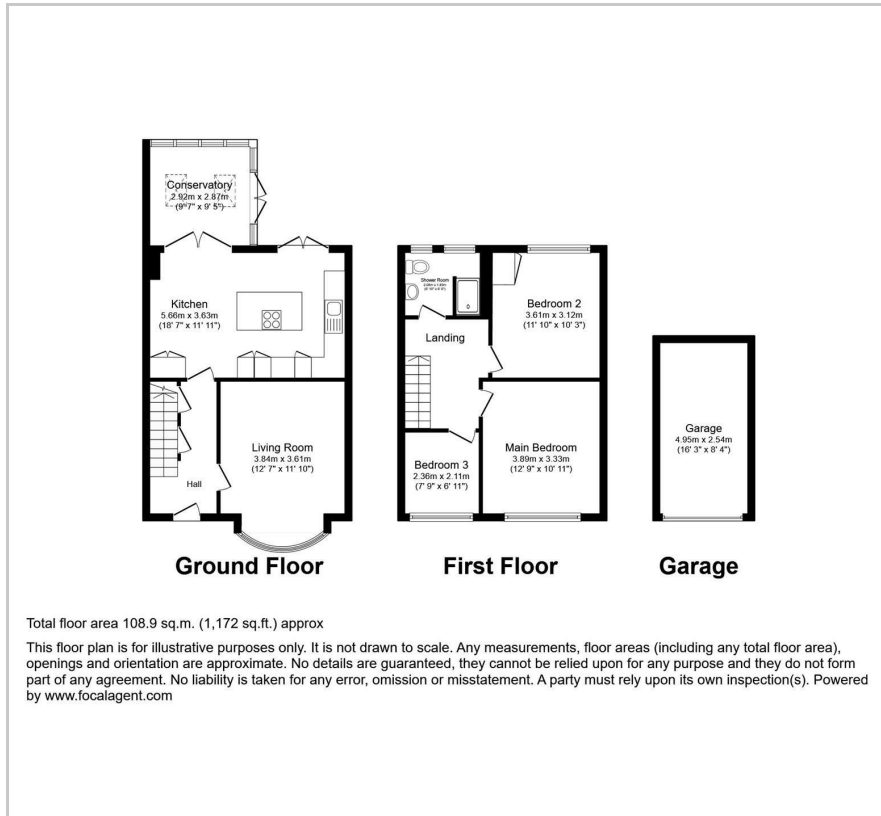 Conservatory
2.92m x 2.87m
(9' 7" x 9' 5")
Kitchen
5.66m x 3.63m
(18' 7" x 11' 11")
Living Room
3.84m x 3.61m
(12' 7" x 11' 10")
Hall
Ground Floor
Shower Room
Bedroom 2
3.61m x 3.12m
(11' 10" x 10' 3")
Landing
Main Bedroom
3.89m x 3.33m
(12' 9" x 10' 11")
Bedroom 3
2.36m x 2.11m
(7' 9" x 6' 11")
First Floor
Garage
4.95m x 2.54m
(16' 3" x 8' 4")
Garage
Total floor area 108.9 sq.m. (1,172 sq.ft.) approx
This floor plan is for illustrative purposes only. It is not drawn to scale. Any measurements, floor areas (including any total floor area),
openings and orientation are approximate. No details are guaranteed, they cannot be relied upon for any purpose and they do not form
part of any agreement. No liability is taken for any error, omission or misstatement. A party must rely upon its own inspection(s). Powered
by www.focalagent.com